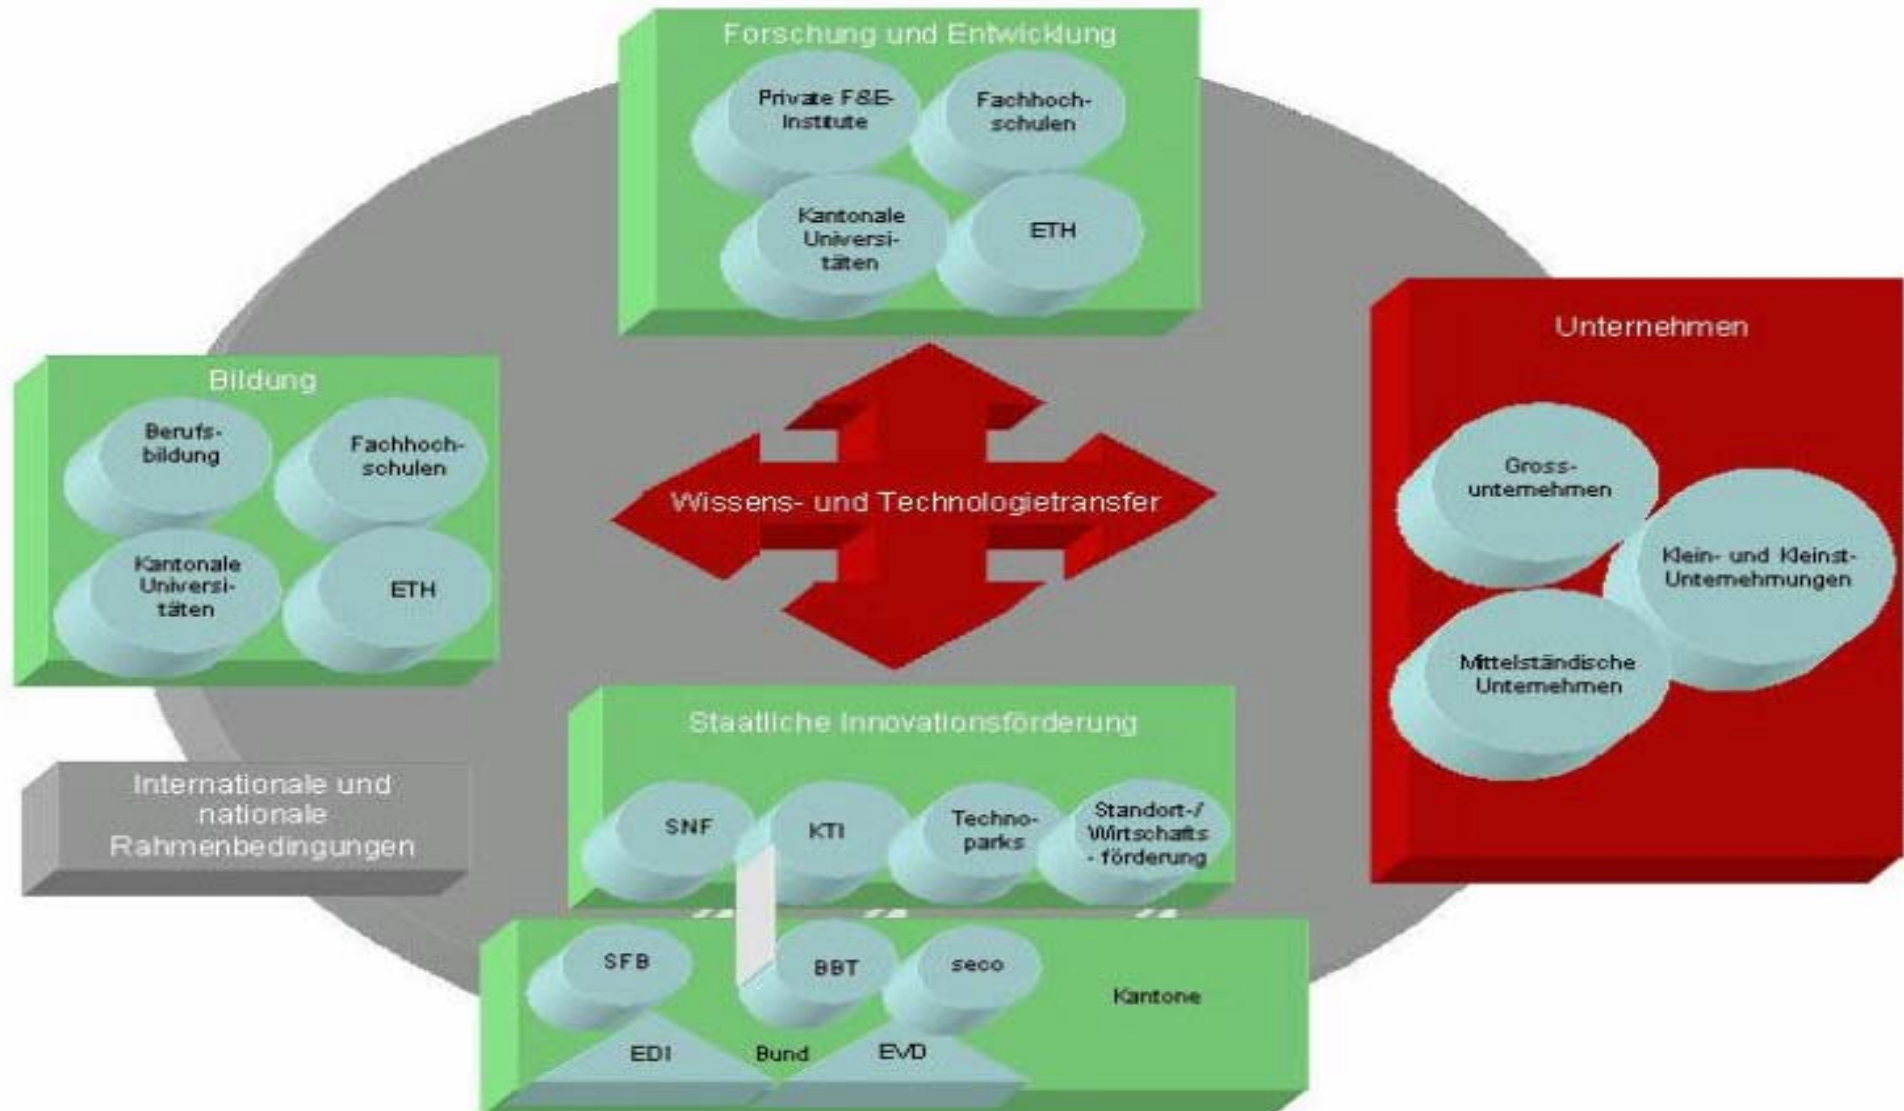 Forschung und Entwicklung
Private F&E-
Institute
Fachhoch-
schulen
Kantonale
Universi-
täten
ETH
Bildung
Berufs-
bildung
Fachhoch-
schulen
Kantonale
Universi-
täten
ETH
Wissens- und Technologietransfer
Unternehmen
Gross-
unternehmen
Klein- und Kleinst-
Unternehmungen
Mittelständische
Unternehmen
Staatliche Innovationsförderung
SNF
KTI
Techno-
parks
Standort-/
Wirtschafts
- förderung
Internationale und
nationale
Rahmenbedingungen
SFB
BBT
seco
Kantone
EDI
Bund
EVD